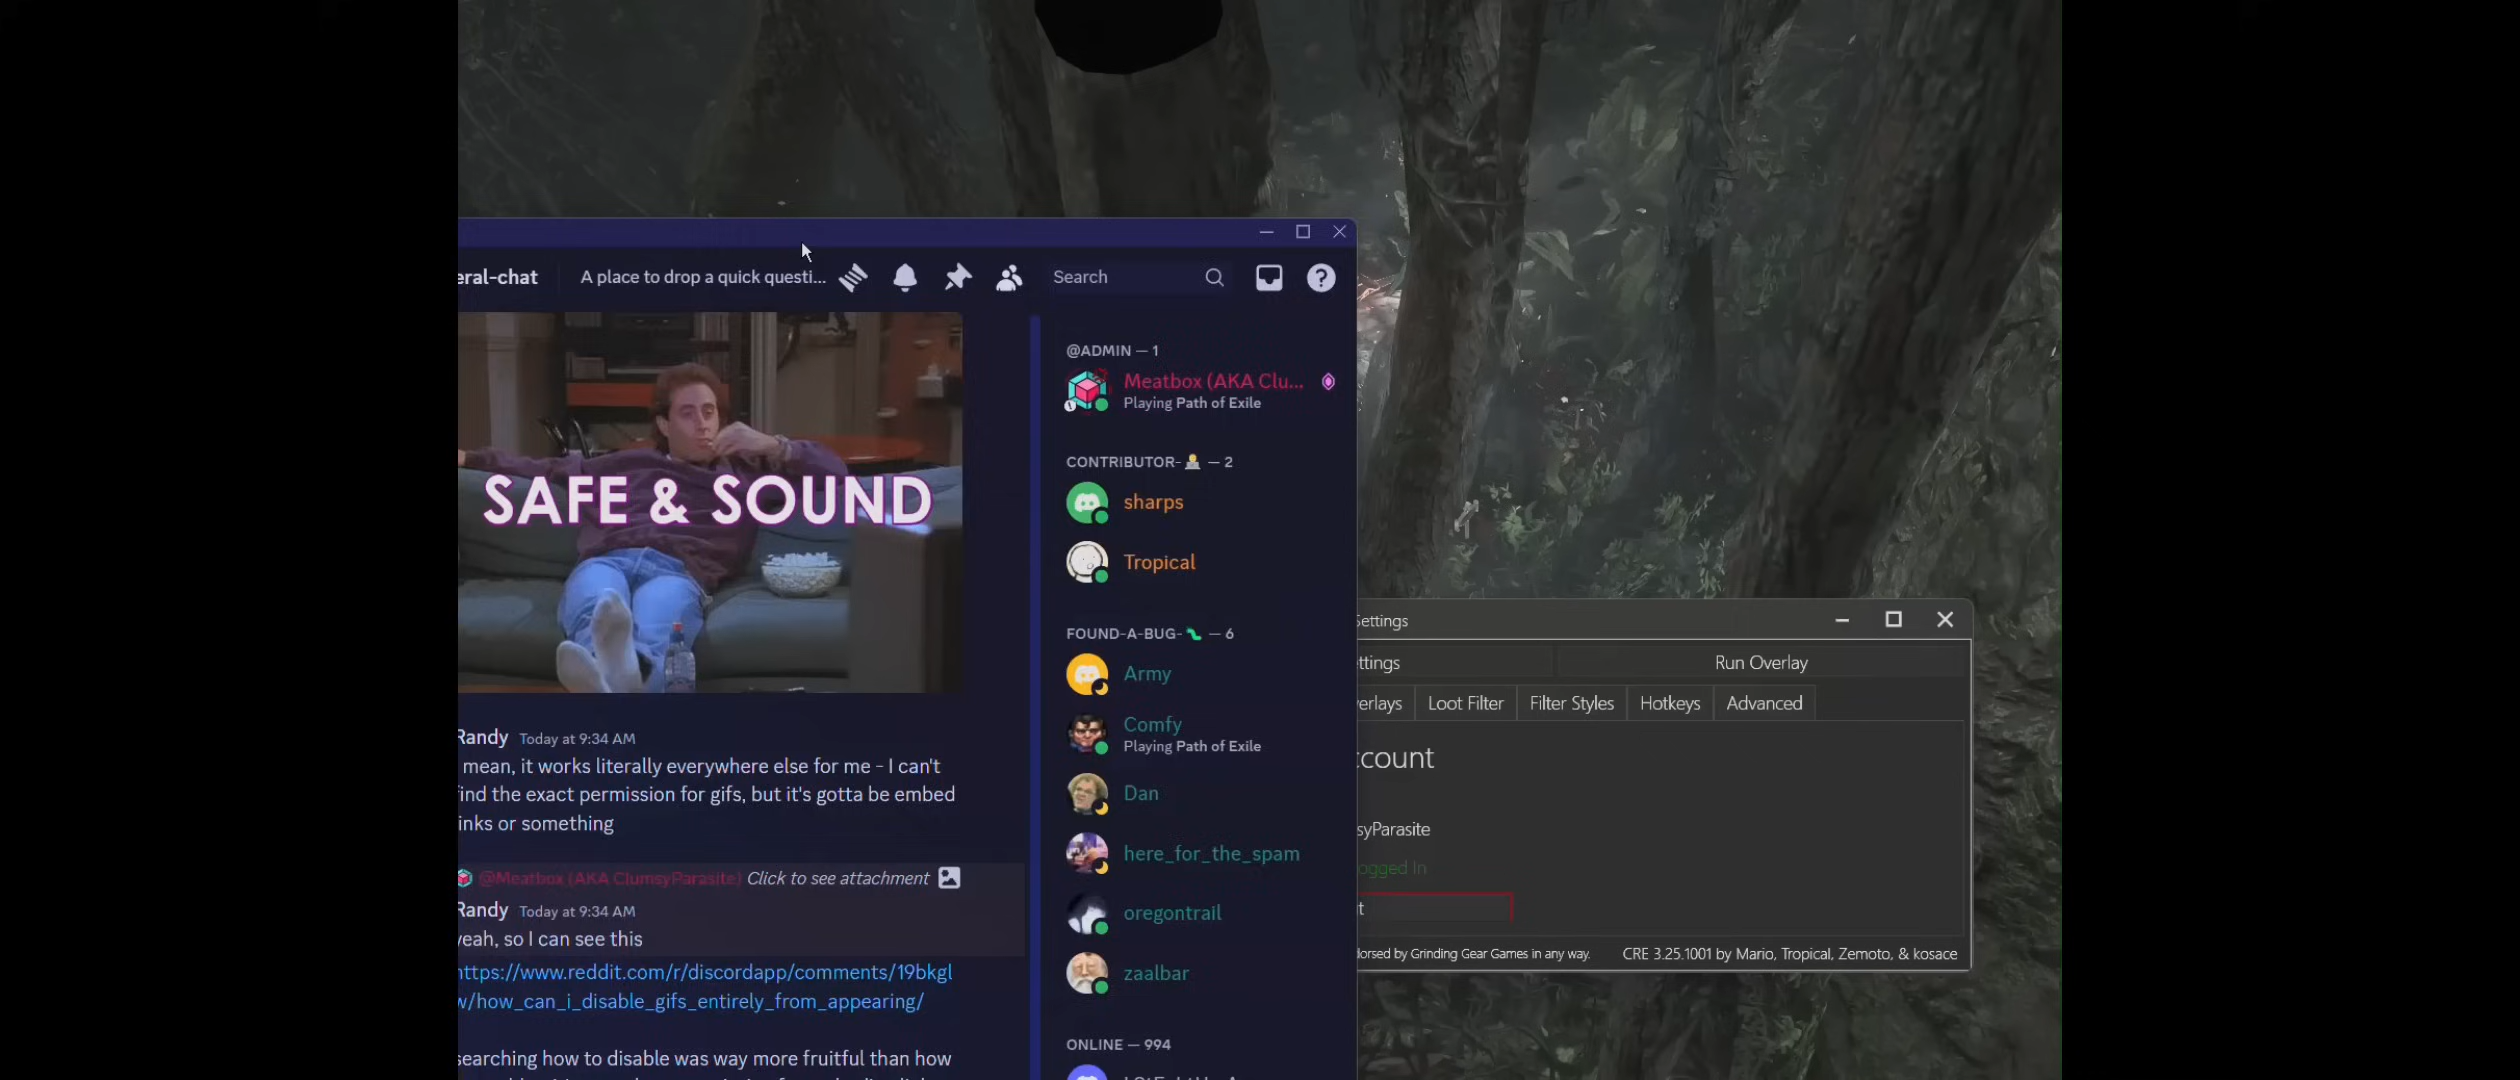 eral-chat
A place to drop a quick questi...
Search
@ADMIN — 1
Meatbox (AKA Clu...
Playing Path of Exile
CONTRIBUTOR- — 2
sharps
Tropical
FOUND-A-BUG- — 6
Army
Comfy
Playing Path of Exile
Dan
here_for_the_spam
oregontrail
zaalbar
ONLINE — 994
SAFE & SOUND
Randy Today at 9:34 AM
mean, it works literally everywhere else for me - I can't
find the exact permission for gifs, but it's gotta be embed
inks or something
@Meatbox (AKA ClumsyParasite) Click to see attachment
Randy Today at 9:34 AM
yeah, so I can see this
https://www.reddit.com/r/discordapp/comments/19bkgl
w/how_can_i_disable_gifs_entirely_from_appearing/
searching how to disable was way more fruitful than how
Settings
ttings
Run Overlay
erlays
Loot Filter
Filter Styles
Hotkeys
Advanced
ccount
syParasite
ogged In
t
dorsed by Grinding Gear Games in any way.
CRE 3.25.1001 by Mario, Tropical, Zemoto, & kosace